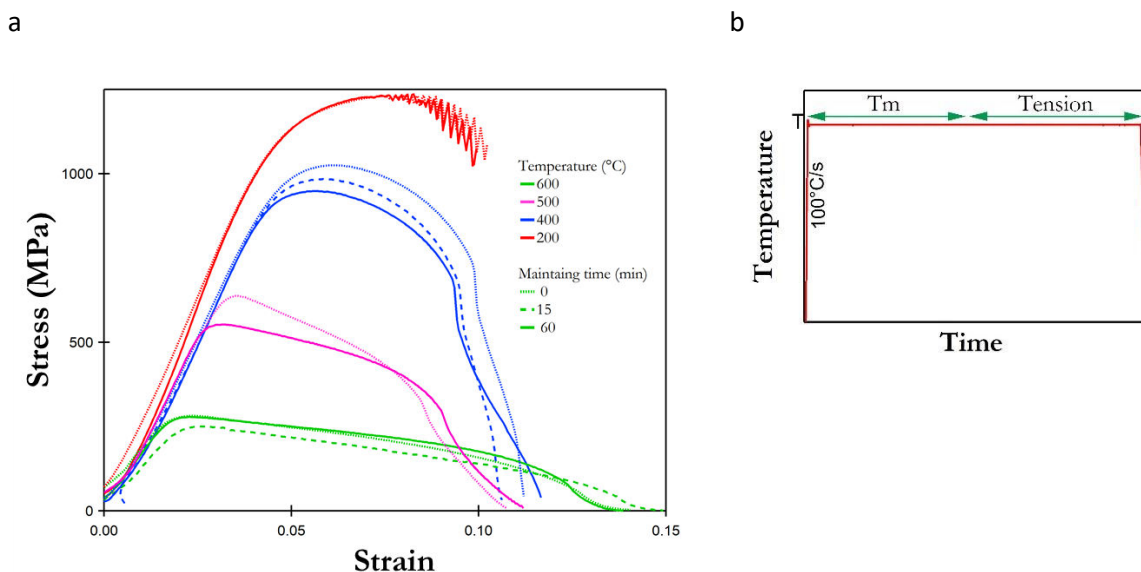 a
b
Stress (MPa)
1000
500
0
0.00
0.05
0.10
0.15
Strain
Temperature (°C)
600
500
400
200
Maintaing time (min)
0
15
60
T
Tm
Tension
Temperature
100°C/s
Time